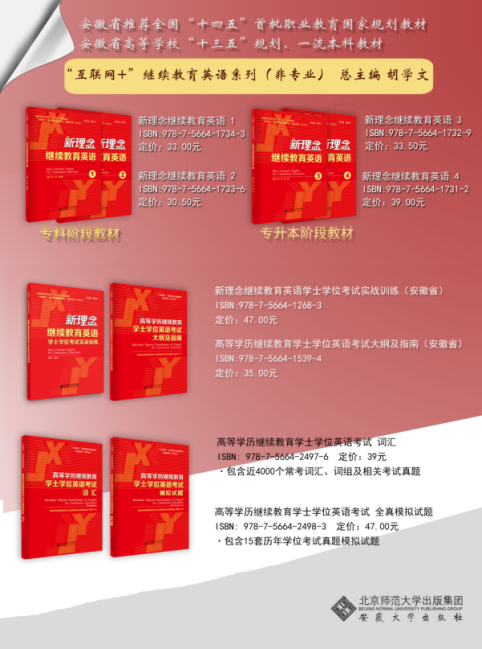 安徽省推荐全国“十四五”首批职业教育国家规划教材
安徽省高等学校“十三五”规划、一流本科教材
“互联网+”继续教育英语系列（非专业） 总主编 胡学文
新理念
继续教育英语
1
2
新理念继续教育英语 1
ISBN:978-7-5664-1734-3
定价: 33.00元
新理念继续教育英语 2
ISBN:978-7-5664-1733-6
定价: 30.50元
专科阶段教材
新理念
继续教育英语
3
4
新理念继续教育英语 3
ISBN:978-7-5664-1732-9
定价: 33.50元
新理念继续教育英语 4
ISBN:978-7-5664-1731-2
定价: 39.00元
专升本阶段教材
新理念
继续教育英语
学士学位考试实战训练
高等学历继续教育
学士学位英语考试
大纲及指南
新理念继续教育英语学士学位考试实战训练（安徽省）
ISBN:978-7-5664-1268-3
定价: 47.00元
高等学历继续教育学士学位英语考试大纲及指南（安徽省）
ISBN:978-7-5664-1539-4
定价: 35.00元
高等学历继续教育
学士学位英语考试
词 汇
高等学历继续教育
学士学位英语考试
模拟试题
高等学历继续教育学士学位英语考试 词汇
ISBN: 978-7-5664-2497-6 定价: 39元
·包含近4000个常考词汇、词组及相关考试真题
高等学历继续教育学士学位英语考试 全真模拟试题
ISBN: 978-7-5664-2498-3 定价: 47.00元
·包含15套历年学位考试真题模拟试题
北京师范大学出版集团
BEIJING NORMAL UNIVERSITY PUBLISHING GROUP
安徽大学出版社